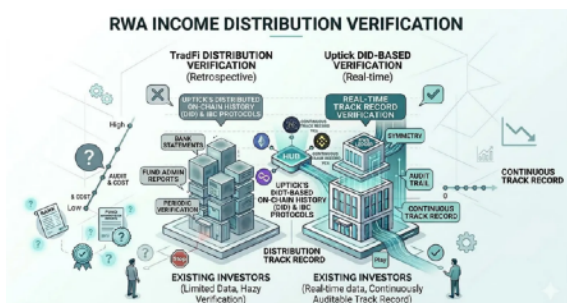 RWA INCOME DISTRIBUTION VERIFICATION
TradFi DISTRIBUTION
VERIFICATION
(Retrospective)
Uptick DID-BASED
VERIFICATION
(Real-time)
UPTICK'S DISTRIBUTED
ON-CHAIN HISTORY
(DID) & IBC PROTOCOLS
REAL-TIME
TRACK RECORD
VERIFICATION
High
AUDIT
& COST
& COST
Low
BANK
STATEMENTS
FUND ADMIN
REPORTS
PERIODIC
VERIFICATION
HUB
UPTICK'S
DIDT-BASED
ON-CHAIN HISTORY
(DID) & IBC
PROTOCOLS
SYMMETRY
AUDIT
TRAIL
CONTINUOUS
TRACK RECORD
CONTINUOUS
TRACK RECORD
0
DISTRIBUTION
TRACK RECORD
Stop
Play
EXISTING INVESTORS
(Limited Data, Hazy
Verification)
EXISTING INVESTORS
(Real-time data, Continuously
Auditable Track Record)